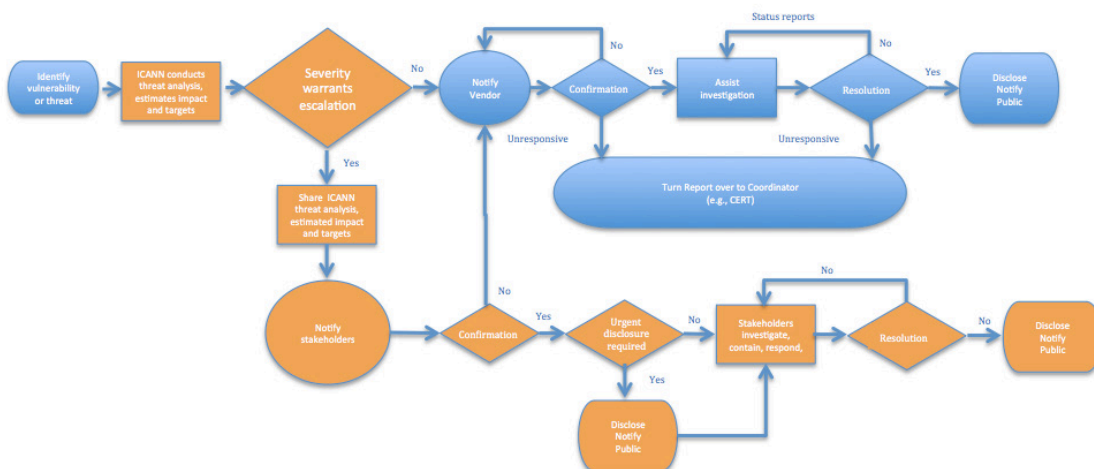 Status reports
No
No
Identify
vulnerability
or threat
ICANN conducts
threat analysis,
estimates impact
and targets
Severity
warrants
escalation
No
Notify
Vendor
Confirmation
Yes
Assist
investigation
Resolution
Yes
Disclose
Notify
Public
Unresponsive
Unresponsive
Yes
Turn Report over to Coordinator
(e.g., CERT)
Share ICANN
threat analysis,
estimated impact
and targets
No
Notify
stakeholders
No
Confirmation
Yes
Urgent
disclosure
required
No
Stakeholders
investigate,
contain, respond,
Resolution
No
Disclose
Notify
Public
Yes
Disclose
Notify
Public